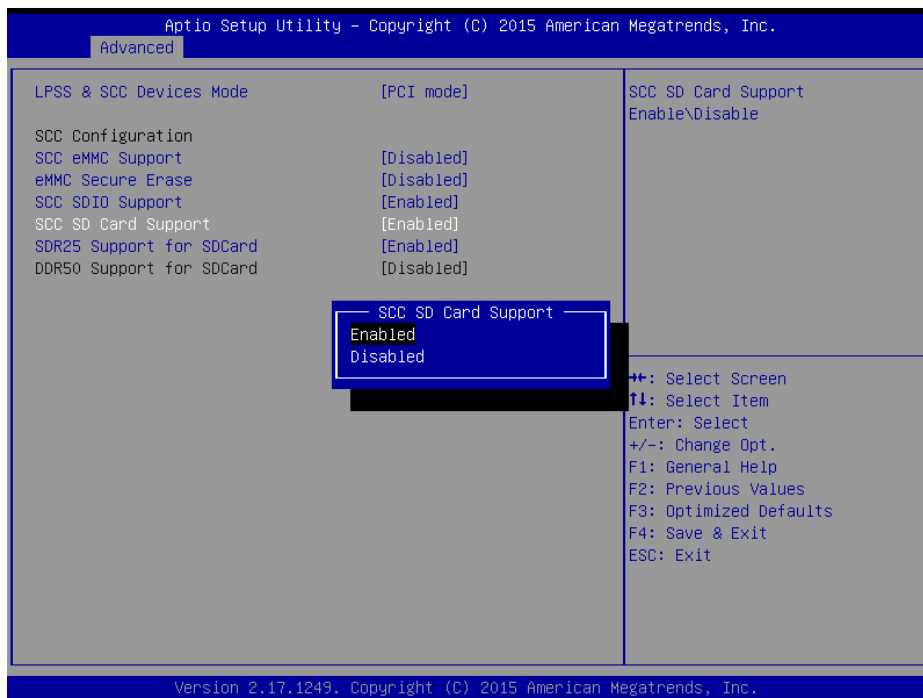 Aptio Setup Utility – Copyright (C) 2015 American Megatrends, Inc.
Advanced
LPSS & SCC Devices Mode [PCI mode]
SCC Configuration
SCC eMMC Support [Disabled]
eMMC Secure Erase [Disabled]
SCC SDIO Support [Enabled]
SCC SD Card Support [Enabled]
SDR25 Support for SDCard [Enabled]
DDR50 Support for SDCard [Disabled]
SCC SD Card Support
Enabled
Disabled
SCC SD Card Support
Enable\Disable
→←: Select Screen
↑↓: Select Item
Enter: Select
+/-: Change Opt.
F1: General Help
F2: Previous Values
F3: Optimized Defaults
F4: Save & Exit
ESC: Exit
Version 2.17.1249. Copyright (C) 2015 American Megatrends, Inc.